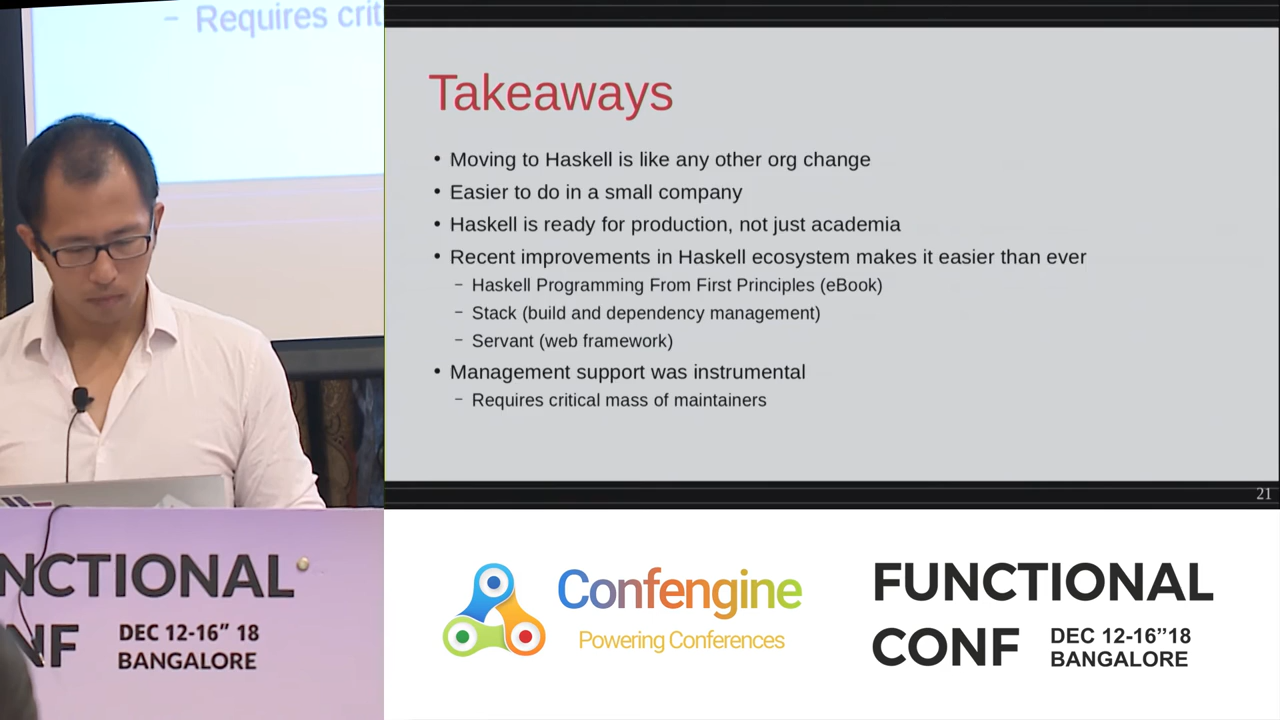 – Requires crit
Takeaways
• Moving to Haskell is like any other org change
• Easier to do in a small company
• Haskell is ready for production, not just academia
• Recent improvements in Haskell ecosystem makes it easier than ever
– Haskell Programming From First Principles (eBook)
– Stack (build and dependency management)
– Servant (web framework)
• Management support was instrumental
– Requires critical mass of maintainers
21
NCTIONAL
NF
DEC 12-16” 18
BANGALORE
Confengine
Powering Conferences
FUNCTIONAL
CONF
DEC 12-16”18
BANGALORE